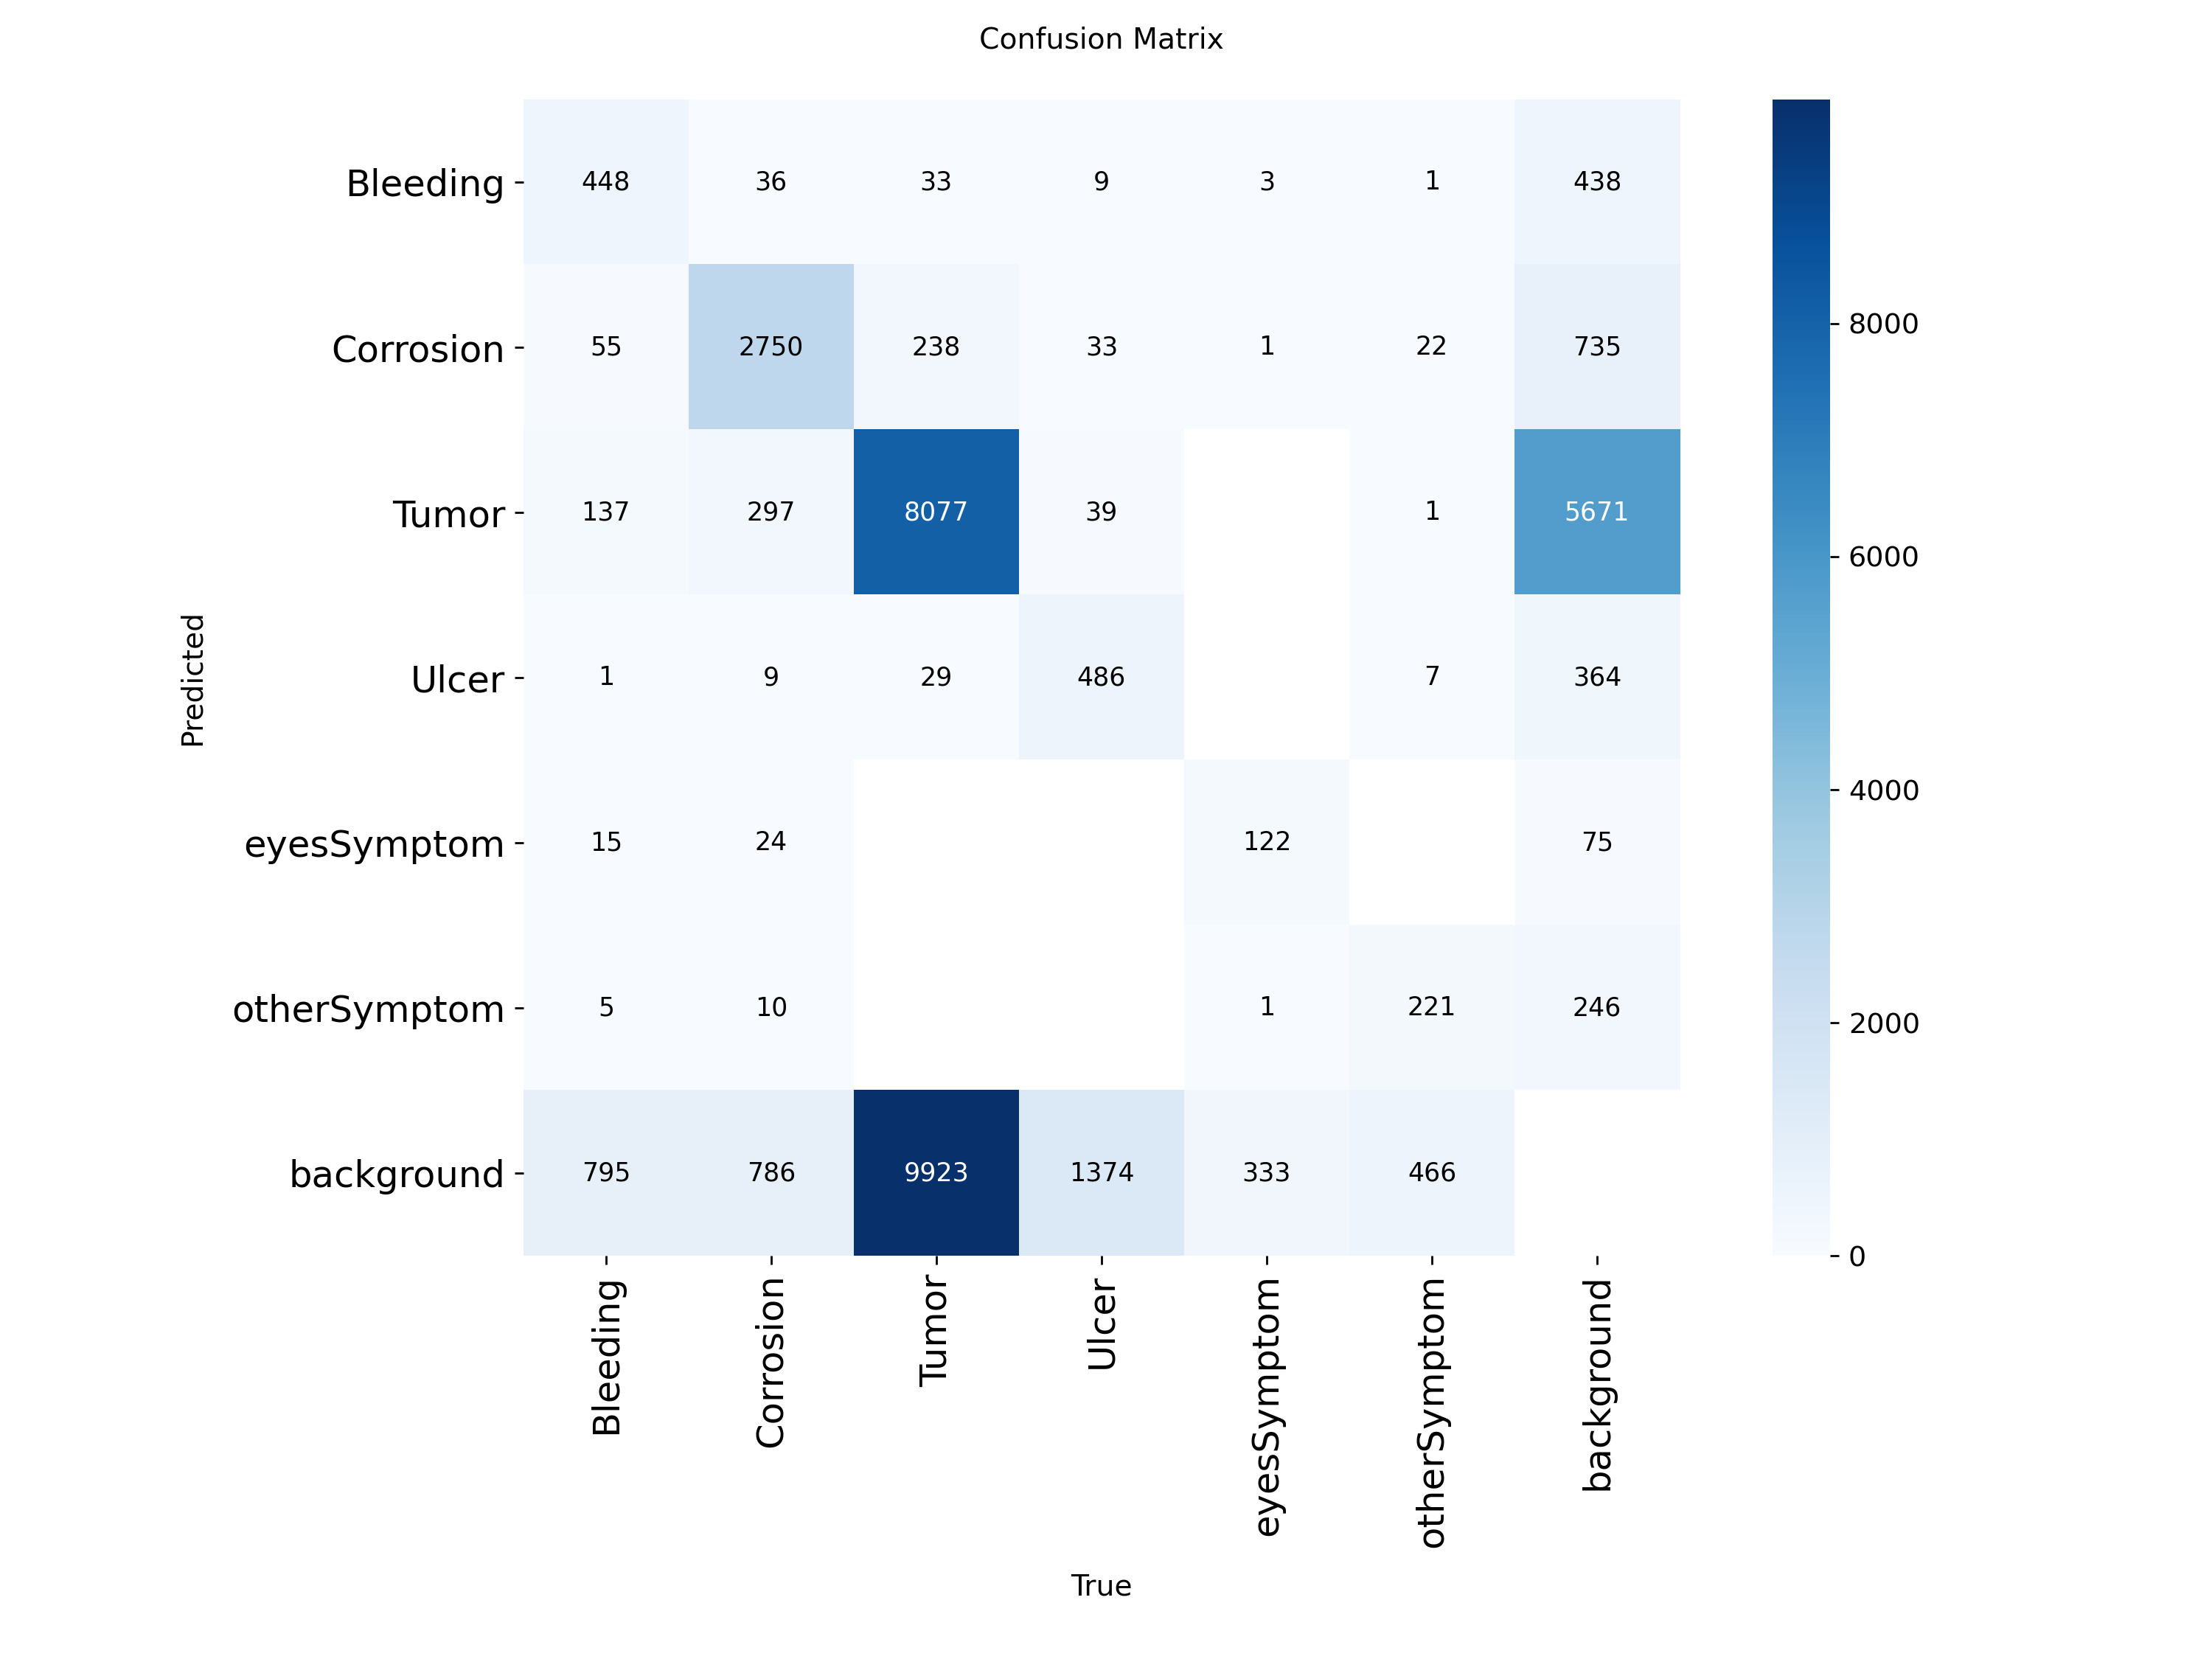 Confusion Matrix
Bleeding 448 36 33 9 3 1 438
Corrosion 55 2750 238 33 1 22 735
Tumor 137 297 8077 39 1 5671
Ulcer 1 9 29 486 7 364
eyesSymptom 15 24 122 75
otherSymptom 5 10 1 221 246
background 795 786 9923 1374 333 466
Predicted
Bleeding Corrosion Tumor Ulcer eyesSymptom otherSymptom background
True
8000
6000
4000
2000
0